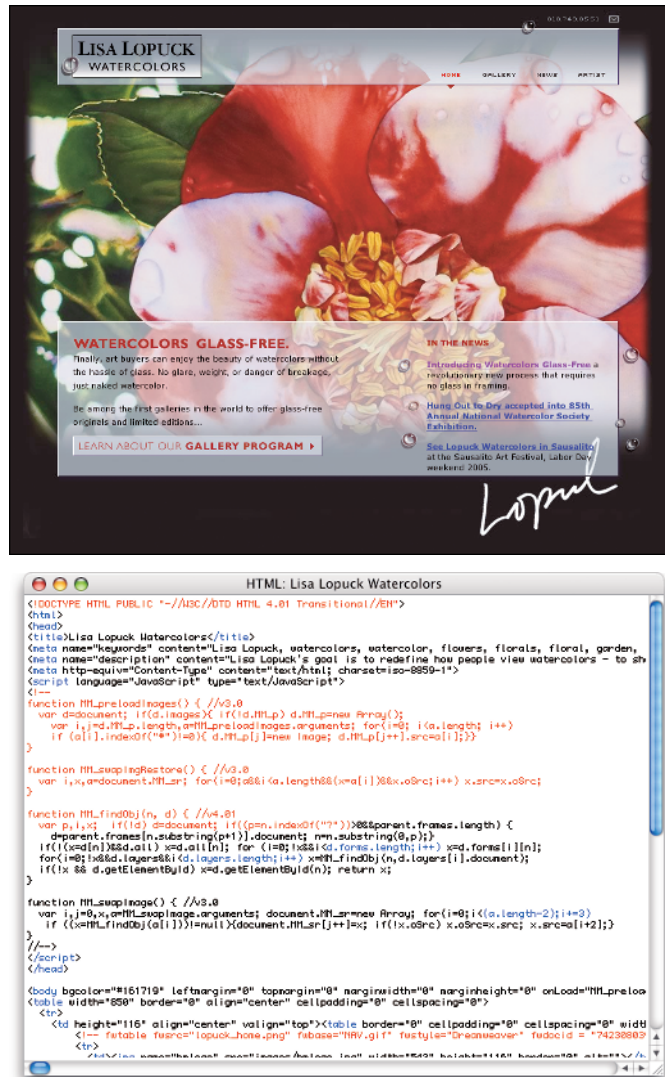 LISA LOPUCK
WATERCOLORS
HOME GALLERY NEWS ARTIST
WATERCOLORS GLASS-FREE.
Finally, art buyers can enjoy the beauty of watercolors without
the hassle of glass. No glare, weight, or danger of breakage,
just naked watercolor.
Be among the first galleries in the world to offer glass-free
originals and limited editions...
LEARN ABOUT OUR GALLERY PROGRAM
IN THE NEWS
Introducing Watercolors Glass-Free a
revolutionary new process that requires
no glass in framing.
Hung Out to Dry accepted into 85th
Annual National Watercolor Society
Exhibition.
See Lopuck Watercolors in Sausalito
at the Sausalito Art Festival, Labor Day
weekend 2005.
HTML: Lisa Lopuck Watercolors
<!DOCTYPE HTML PUBLIC "-//W3C//DTD HTML 4.01 Transitional//EN">
<html>
<head>
<title>Lisa Lopuck Watercolors</title>
<meta name="keywords" content="Lisa Lopuck, watercolors, watercolor, flowers, florals, floral, garden,
<meta name="description" content="Lisa Lopuck's goal is to redefine how people view watercolors - to sh
<meta http-equiv="Content-Type" content="text/html; charset=iso-8859-1">
<script language="JavaScript" type="text/JavaScript">
<!--
function MM_preloadImages() { //v3.0
var d=document; if(d.images){ if(!d.MM_p) d.MM_p=new Array();
var i,j=d.MM_p.length,a=MM_preloadImages.arguments; for(i=0; i<a.length; i++)
if (a[i].indexOf("#")!=0){ d.MM_p[j]=new Image; d.MM_p[j++].src=a[i];}}
}
function MM_swapImgRestore() { //v3.0
var i,x,a=document.MM_sr; for(i=0;a&&i<a.length&&(x=a[i])&&x.oSrc;i++) x.src=x.oSrc;
}
function MM_findObj(n, d) { //v4.01
var p,i,x; if(!d) d=document; if((p=n.indexOf("?"))>0&&parent.frames.length) {
d=parent.frames[n.substring(p+1)].document; n=n.substring(0,p);}
if(!(x=d[n])&&d.all) x=d.all[n]; for (i=0;!x&&i<d.forms.length;i++) x=d.forms[i][n];
for(i=0;!x&&d.layers&&i<d.layers.length;i++) x=MM_findObj(n,d.layers[i].document);
if(!x && d.getElementById) x=d.getElementById(n); return x;
}
function MM_swapImage() { //v3.0
var i,j=0,x,a=MM_swapImage.arguments; document.MM_sr=new Array; for(i=0;i<(a.length-2);i+=3)
if ((x=MM_findObj(a[i]))!=null){document.MM_sr[j++]=x; if(!x.oSrc) x.oSrc=x.src; x.src=a[i+2];}
}
//-->
</script>
</head>
<body bgcolor="#161719" leftmargin="0" topmargin="0" marginwidth="0" marginheight="0" onLoad="MM_preloa
<table width="850" border="0" align="center" cellpadding="0" cellspacing="0">
<tr>
<td height="116" align="center" valign="top"><table border="0" cellpadding="0" cellspacing="0" widt
<!-- fwtable fwsrc="lopuck_home.png" fwbase="NAV.gif" fwstyle="Dreamweaver" fwdocid = "74230803
<tr>